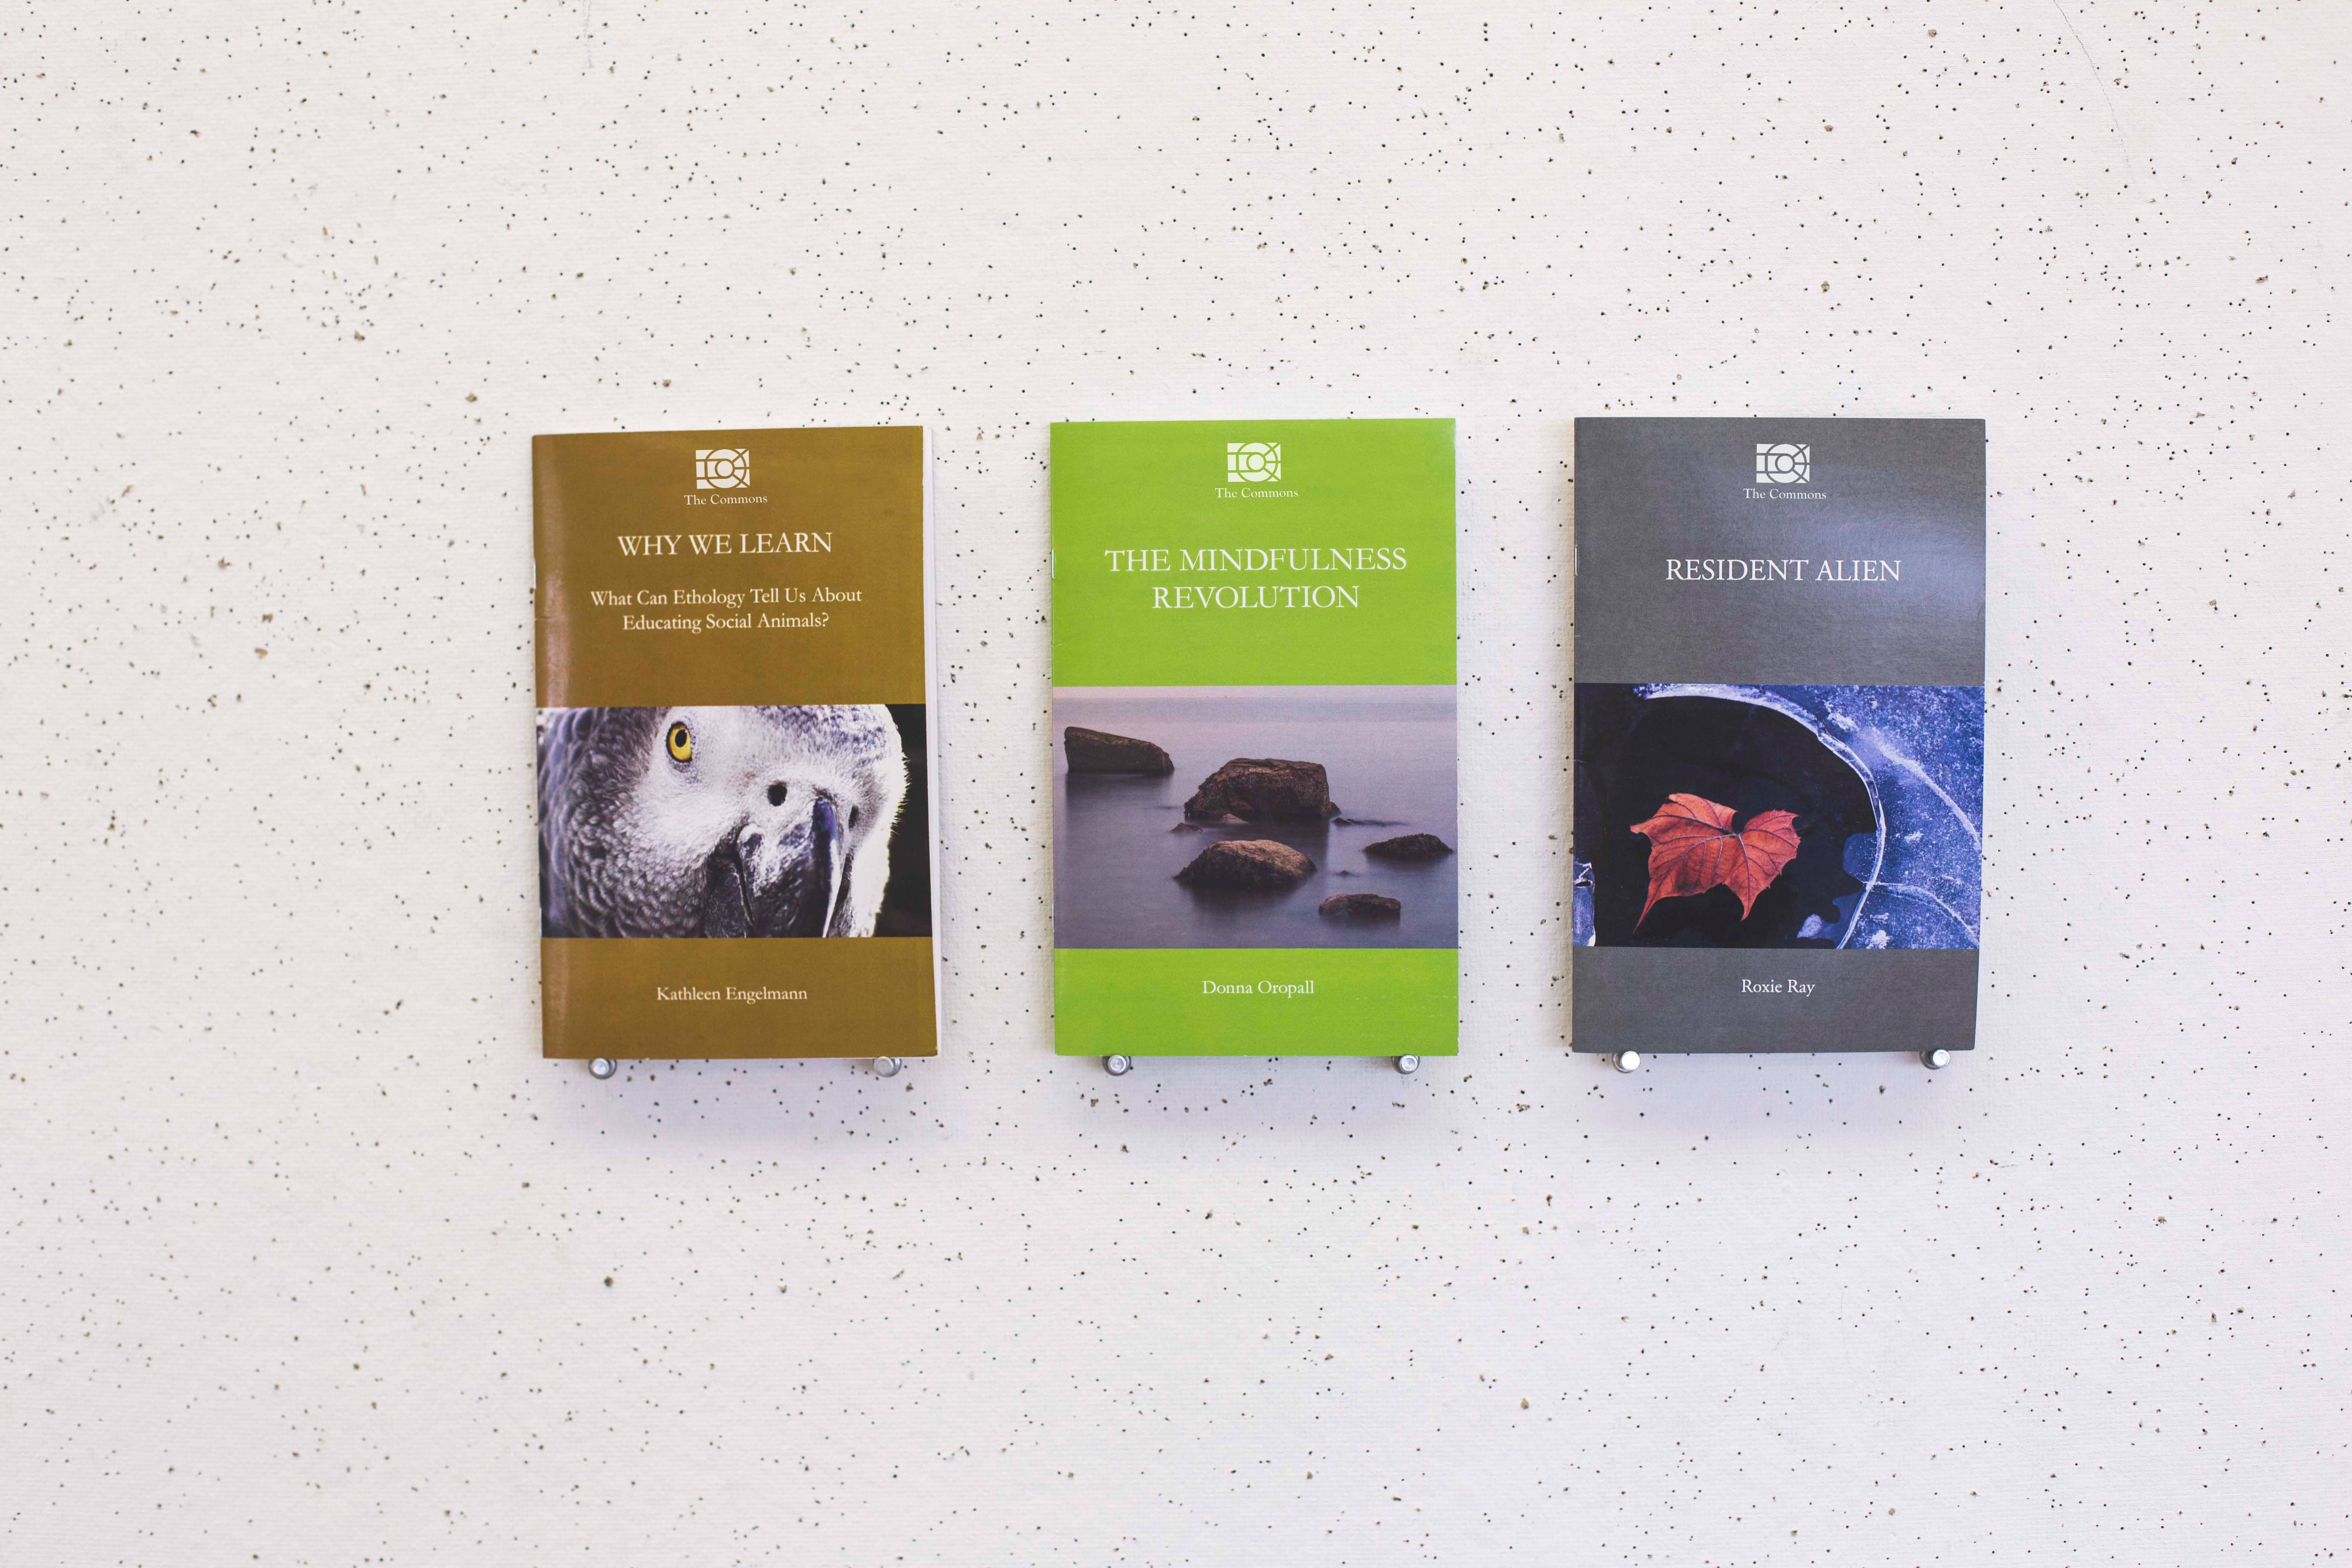 The Commons
WHY WE LEARN
What Can Ethology Tell Us About
Educating Social Animals?
Kathleen Engelmann
The Commons
THE MINDFULNESS
REVOLUTION
Donna Oropall
The Commons
RESIDENT ALIEN
Roxie Ray